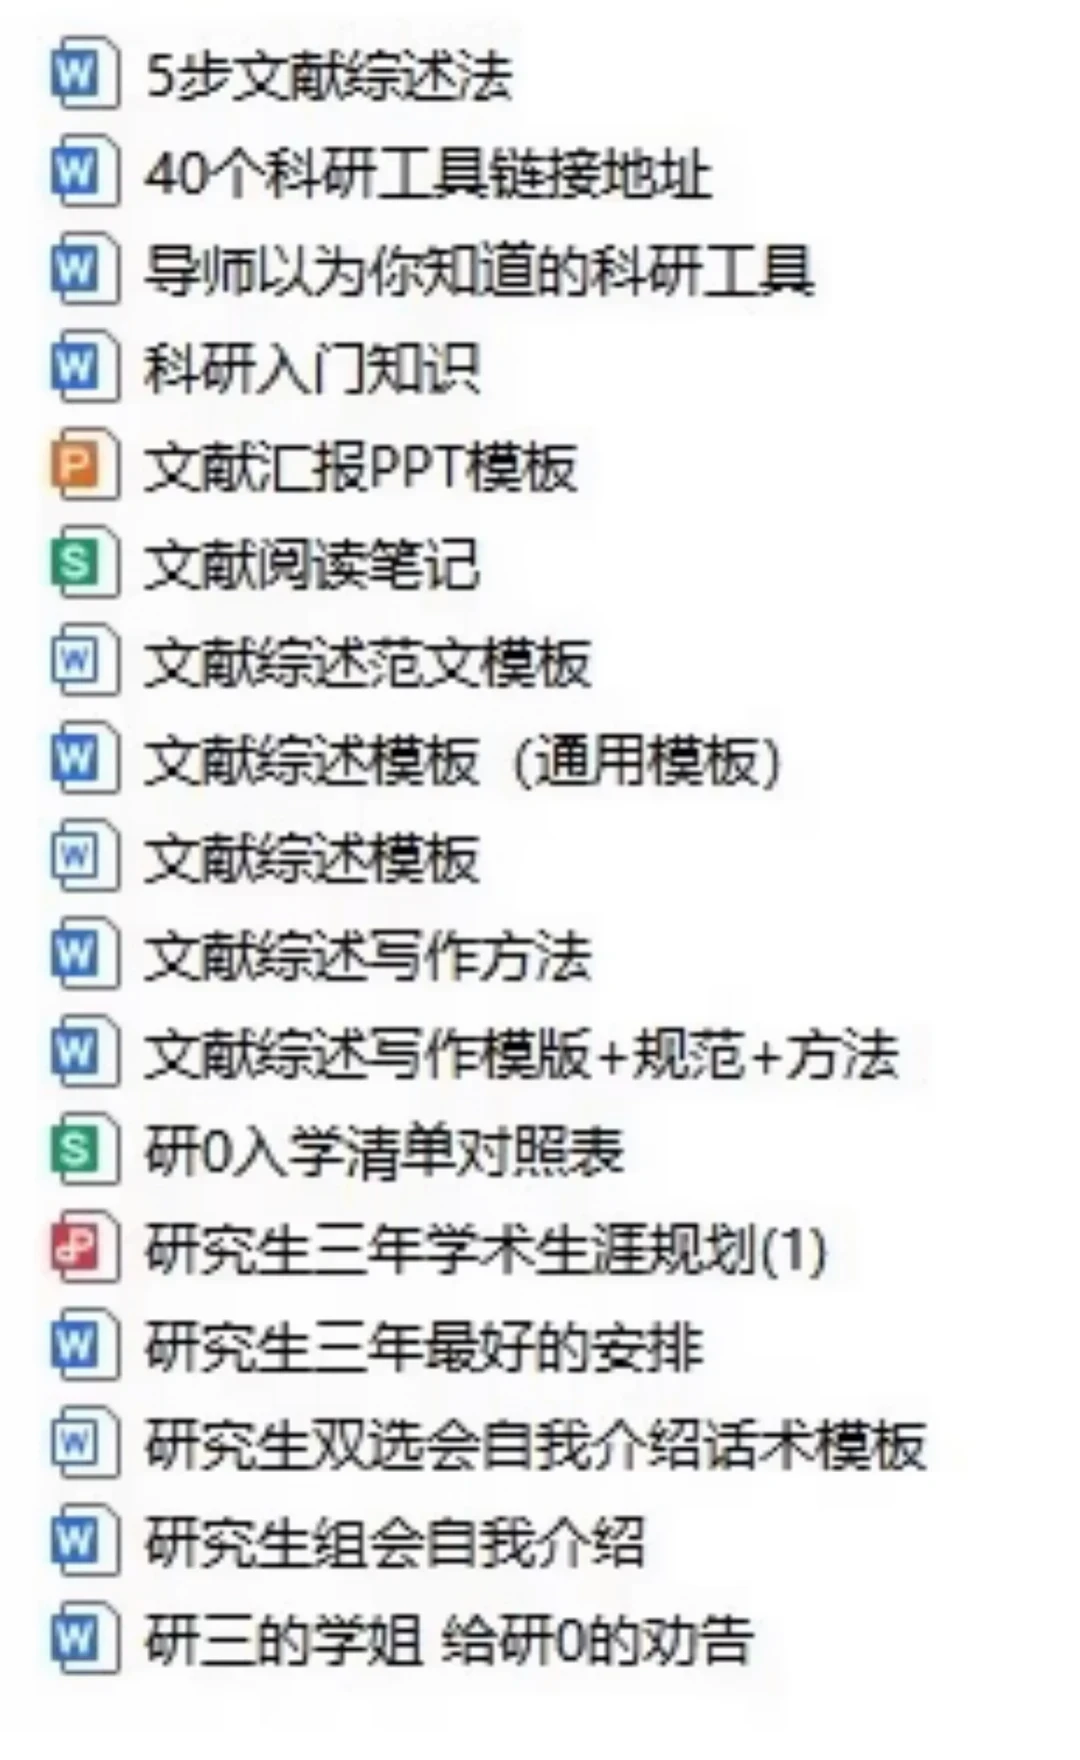 5步文献综述法
40个科研工具链接地址
导师以为你知道的科研工具
科研入门知识
文献汇报PPT模板
文献阅读笔记
文献综述范文模板
文献综述模板（通用模板）
文献综述模板
文献综述写作方法
文献综述写作模版+规范+方法
研0入学清单对照表
研究生三年学术生涯规划(1)
研究生三年最好的安排
研究生双选会自我介绍话术模板
研究生组会自我介绍
研三的学姐 给研0的劝告